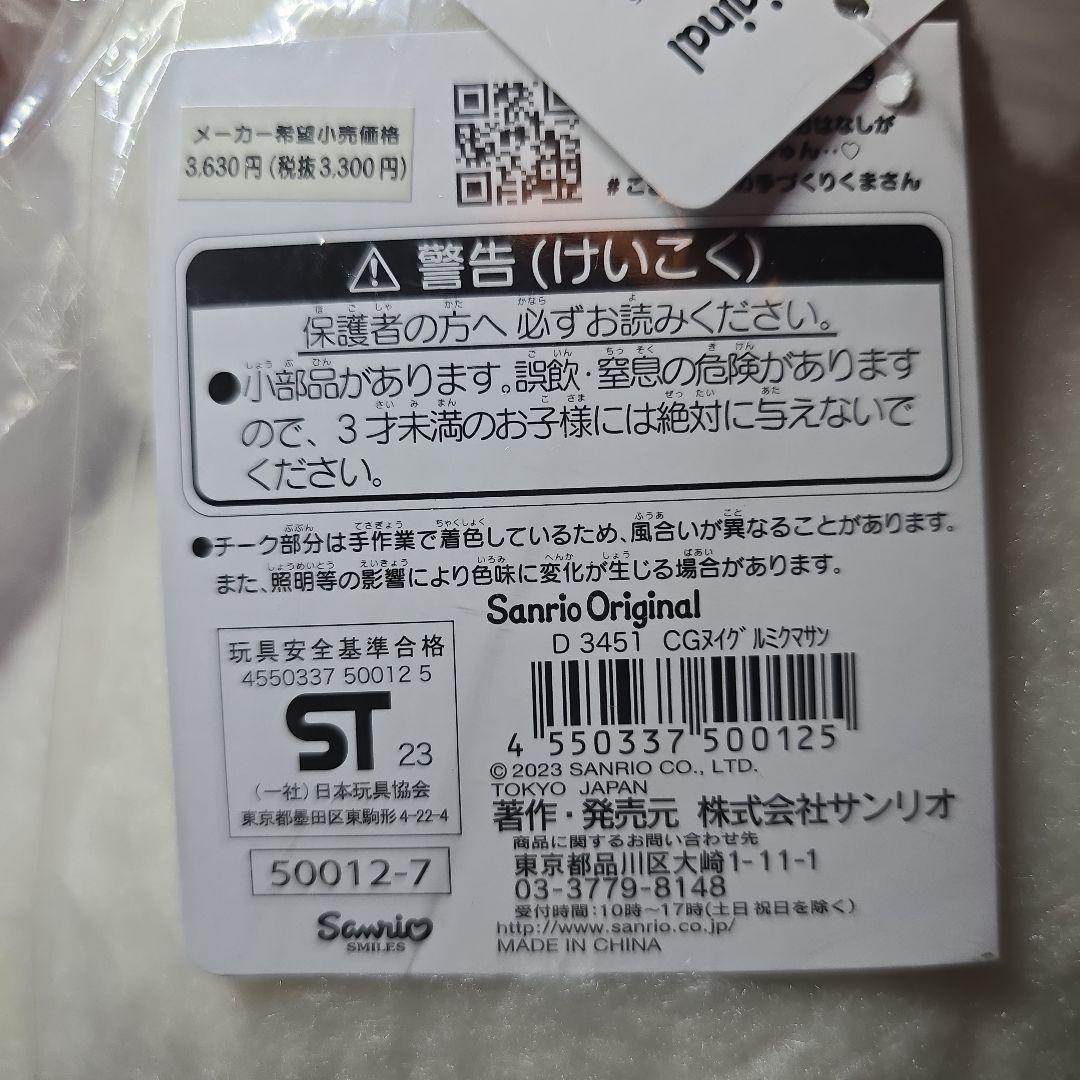 ginal
メーカー希望小売価格
3,630円(税抜3,300円)
おはなしが
ゅん‥♡
#こ
の手づくりくまさん
警告(けいこく)
保護者の方へ 必ずお読みください。
●小部品があります。誤飲・窒息の危険があります
ので、3才未満のお子様には絶対に与えないで
ください。
●チーク部分は手作業で着色しているため、風合いが異なることがあります。
また、照明等の影響により色味に変化が生じる場合があります。
Sanrio Original
D 3451 CGヌイグルミクマサン
玩具安全基準合格
4550337 50012 5
ST 23
(一社)日本玩具協会
東京都墨田区東駒形4-22-4
50012-7
Sanrio
SMILES
4 550337 500125
© 2023 SANRIO CO., LTD.
TOKYO JAPAN
著作・発売元 株式会社サンリオ
商品に関するお問い合わせ先
東京都品川区大崎1-11-1
03-3779-8148
受付時間:10時～17時(土日祝日を除く)
http://www.sanrio.co.jp/
MADE IN CHINA